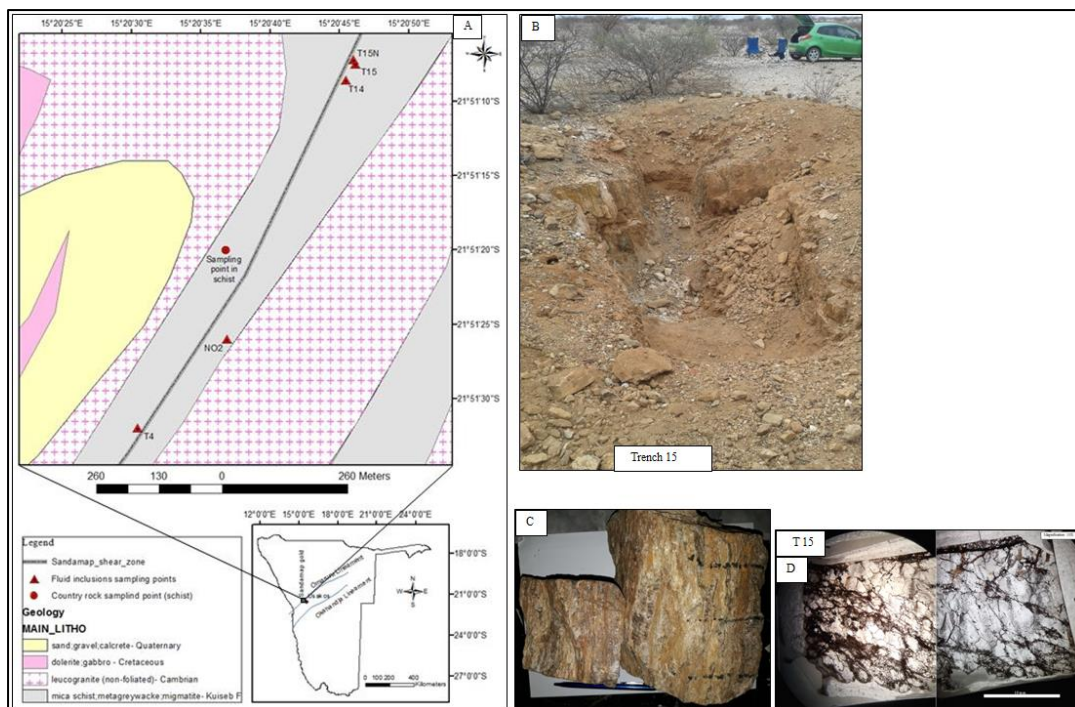 15°20'20"E 15°20'25"E 15°20'30"E 15°20'35"E 15°20'40"E 15°20'45"E 15°20'50"E
A
T15N
T15
T14
21°51'10"S
21°51'15"S
21°51'20"S
21°51'25"S
21°51'30"S
Sampling
point in
schist
NO2
T4
260 130 0 260 Meters
Legend
Sandamap_shear_zone
Fluid inclusions sampling points
Country rock samplind point (schist)
Geology
MAIN_LITHO
sand;gravel;calcrete- Quaternary
dolerite;gabbro - Cretaceous
leucogranite (non-foliated)- Cambrian
mica schist;metagreywacke;migmatite- Kuiseb F
12°0'0"E 15°0'0"E 18°0'0"E 21°0'0"E 24°0'0"E
18°0'0"S
21°0'0"S
24°0'0"S
27°0'0"S
Sandamap gold
N
W E
0 100 200 400
B
Trench 15
C
T 15
D